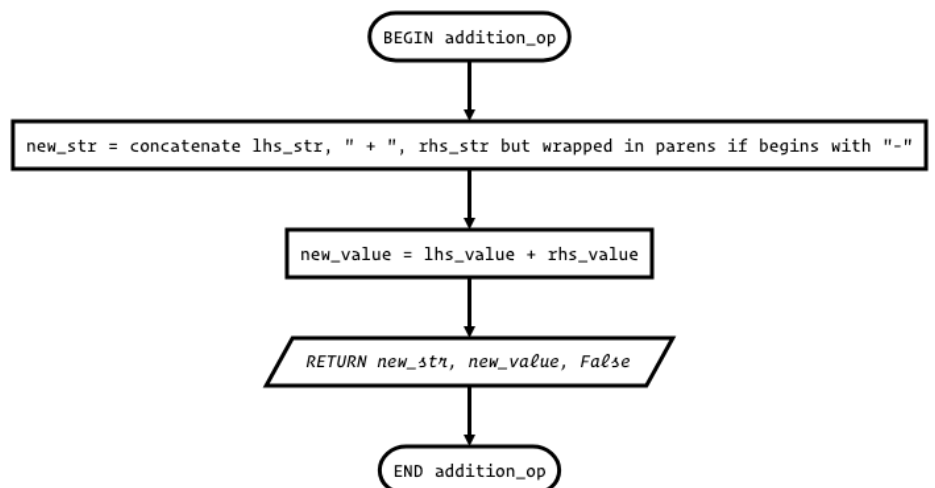 BEGIN addition_op
new_str = concatenate lhs_str, " + ", rhs_str but wrapped in parens if begins with "-"
new_value = lhs_value + rhs_value
RETURN new_str, new_value, False
END addition_op